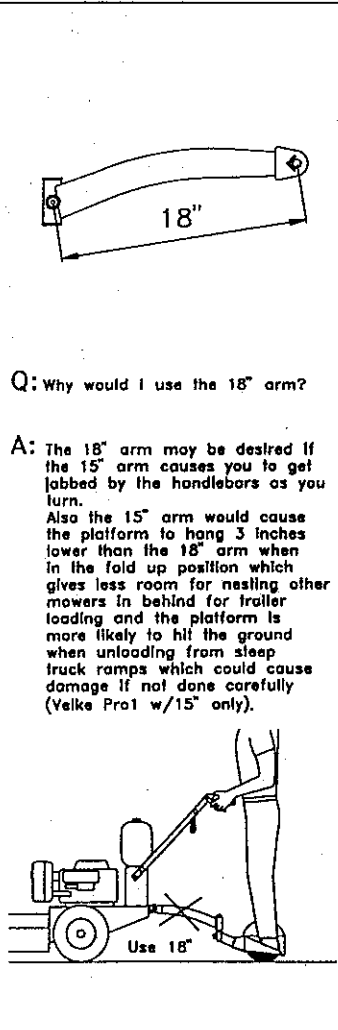 18"
Q: Why would I use the 18" arm?
A: The 18" arm may be desired if
the 15" arm causes you to get
jabbed by the handlebars as you
turn.
Also the 15" arm would cause
the platform to hang 3 inches
lower than the 18" arm when
in the fold up position which
gives less room for nesting other
mowers in behind for trailer
loading and the platform is
more likely to hit the ground
when unloading from steep
truck ramps which could cause
damage if not done carefully
(Velke Pro1 w/15" only).
Use 18"